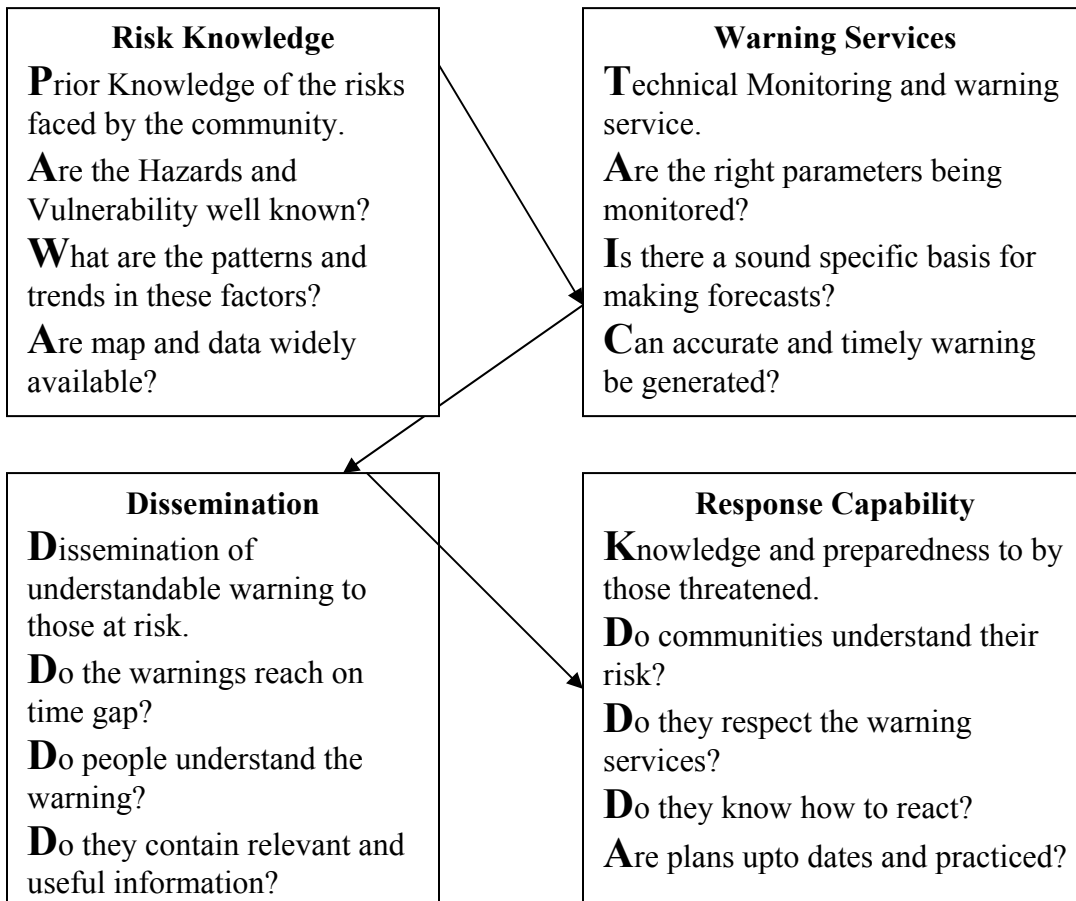 Risk Knowledge
Prior Knowledge of the risks
faced by the community.
Are the Hazards and
Vulnerability well known?
What are the patterns and
trends in these factors?
Are map and data widely
available?
Warning Services
Technical Monitoring and warning
service.
Are the right parameters being
monitored?
Is there a sound specific basis for
making forecasts?
Can accurate and timely warning
be generated?
Dissemination
Dissemination of
understandable warning to
those at risk.
Do the warnings reach on
time gap?
Do people understand the
warning?
Do they contain relevant and
useful information?
Response Capability
Knowledge and preparedness to by
those threatened.
Do communities understand their
risk?
Do they respect the warning
services?
Do they know how to react?
Are plans upto dates and practiced?